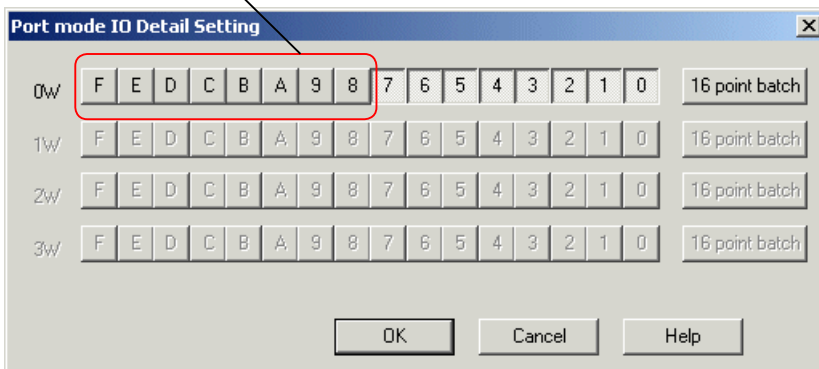 Port mode IO Detail Setting
0W F E D C B A 9 8 7 6 5 4 3 2 1 0 16 point batch
1W F E D C B A 9 8 7 6 5 4 3 2 1 0 16 point batch
2W F E D C B A 9 8 7 6 5 4 3 2 1 0 16 point batch
3W F E D C B A 9 8 7 6 5 4 3 2 1 0 16 point batch
OK Cancel Help